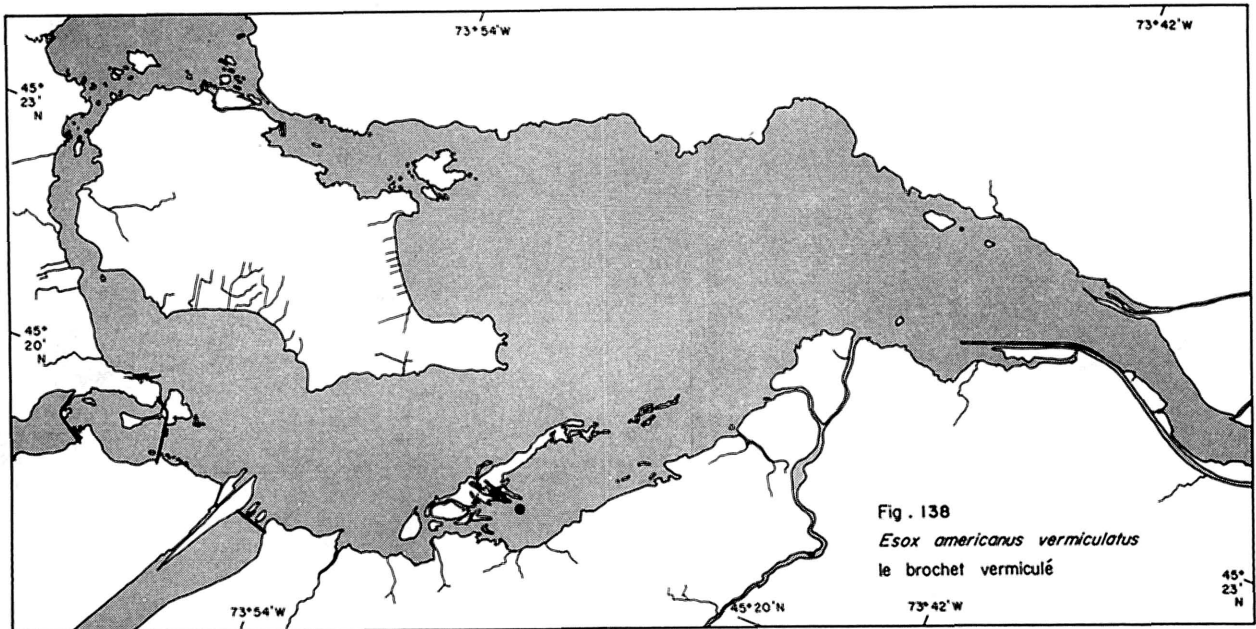 73°54'W
73°42'W
45°
23'
N
45°
20'
N
Fig. 138
Esox americanus vermiculatus
le brochet vermiculé
45°
23'
N
73°54'W
45°20'N
73°42'W